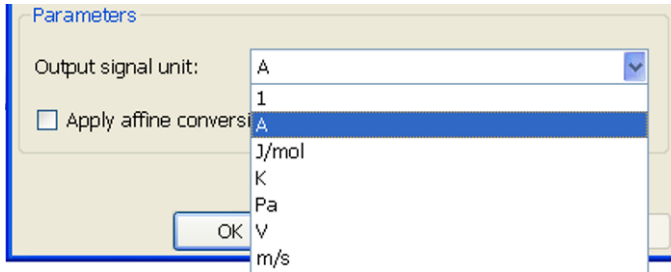 Parameters
Output signal unit: A
1
Apply affine conversi A
J/mol
K
Pa
OK V
m/s